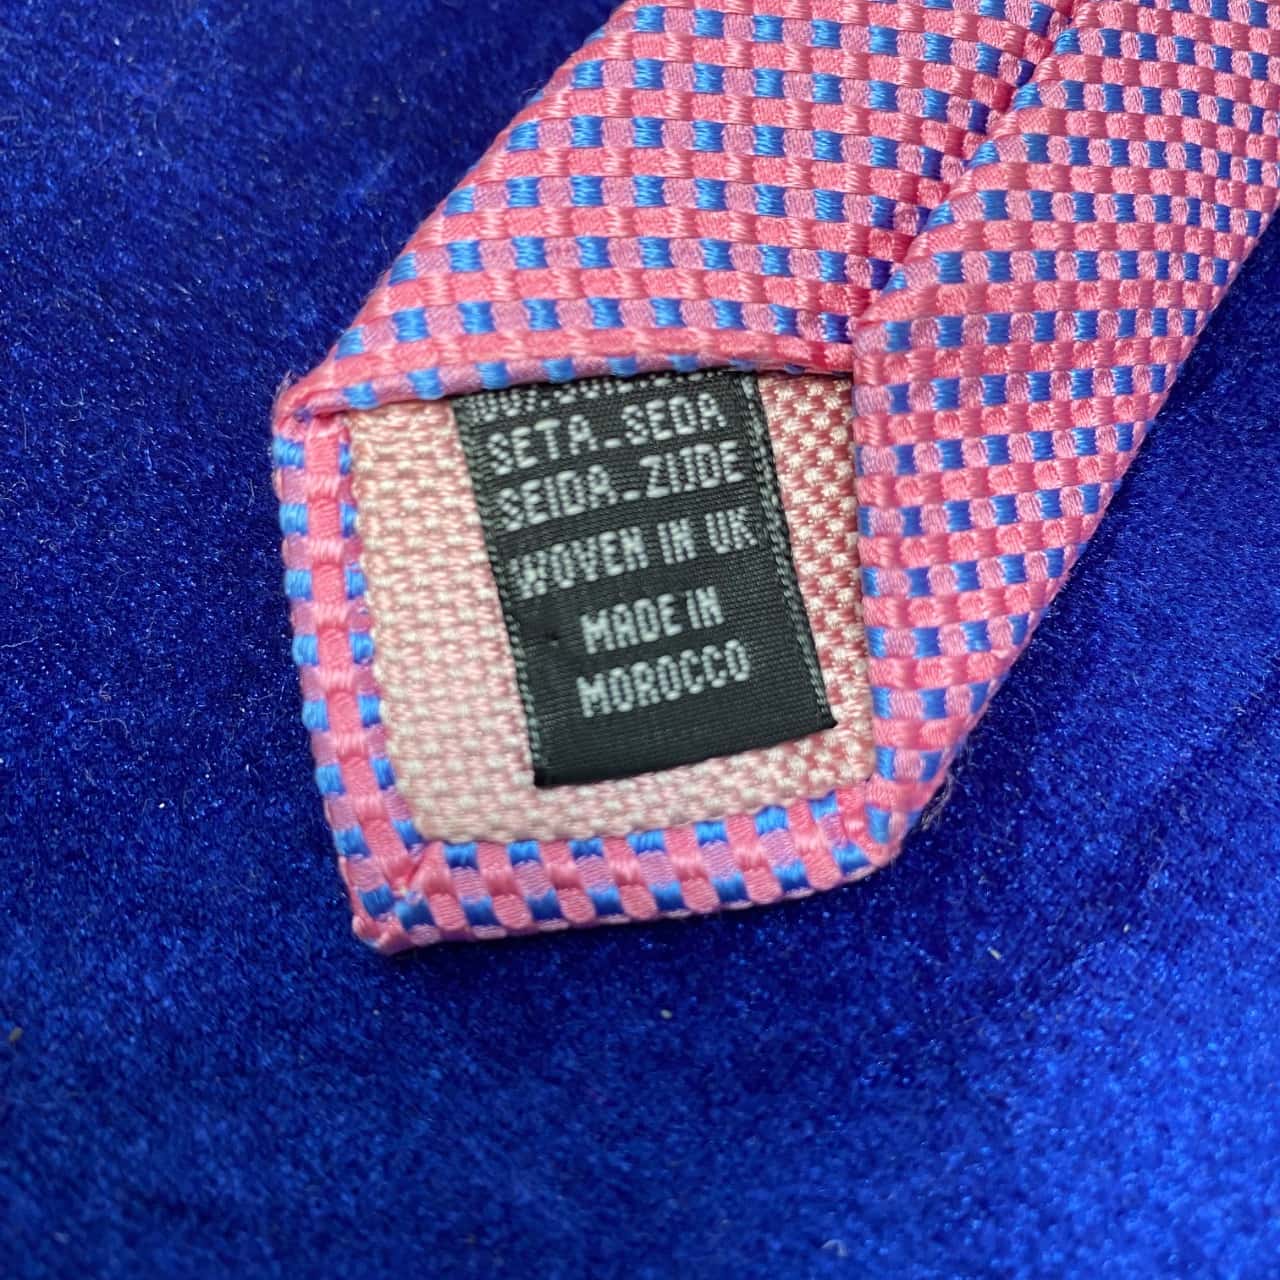 SETA_SEDA
SEIDA_ZIJDE
WOVEN IN UK
MADE IN
MOROCCO